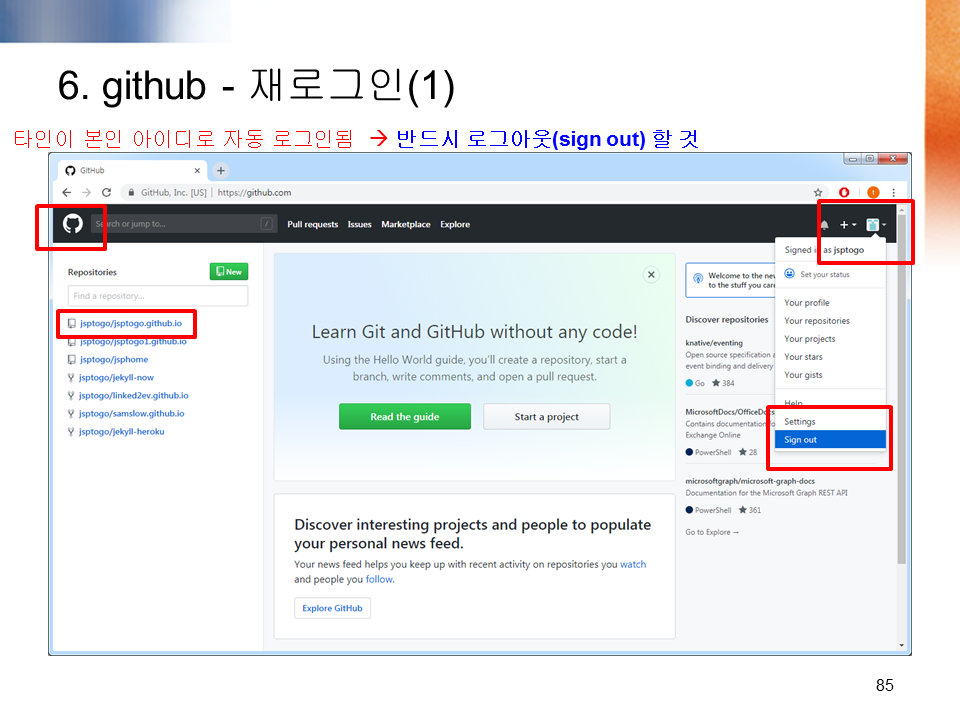 6. github - 재로그인(1)
타인이 본인 아이디로 자동 로그인됨 → 반드시 로그아웃(sign out) 할 것
GitHub
GitHub, Inc. [US] | https://github.com
Search or jump to... / Pull requests Issues Marketplace Explore
Repositories
New
Find a repository...
jsptogo/jsptogo.github.io
jsptogo/jsptogo1.github.io
jsptogo/jsphome
jsptogo/jekyll-now
jsptogo/linked2ev.github.io
jsptogo/samslow.github.io
jsptogo/jekyll-heroku
Learn Git and GitHub without any code!
Using the Hello World guide, you'll create a repository, start a
branch, write comments, and open a pull request.
Read the guide
Start a project
Discover interesting projects and people to populate
your personal news feed.
Your news feed helps you keep up with recent activity on repositories you watch
and people you follow.
Explore GitHub
Welcome to the new
to the stuff you care
Discover repositories
knative/eventing
Open source specification a
event binding and delivery
Go 384
MicrosoftDocs/OfficeDocs
Contains documentation fo
Exchange Online
PowerShell 28
microsoftgraph/microsoft-graph-docs
Documentation for the Microsoft Graph REST API
PowerShell 361
Go to Explore →
Signed in as jsptogo
Set your status
Your profile
Your repositories
Your projects
Your stars
Your gists
Help
Settings
Sign out
85